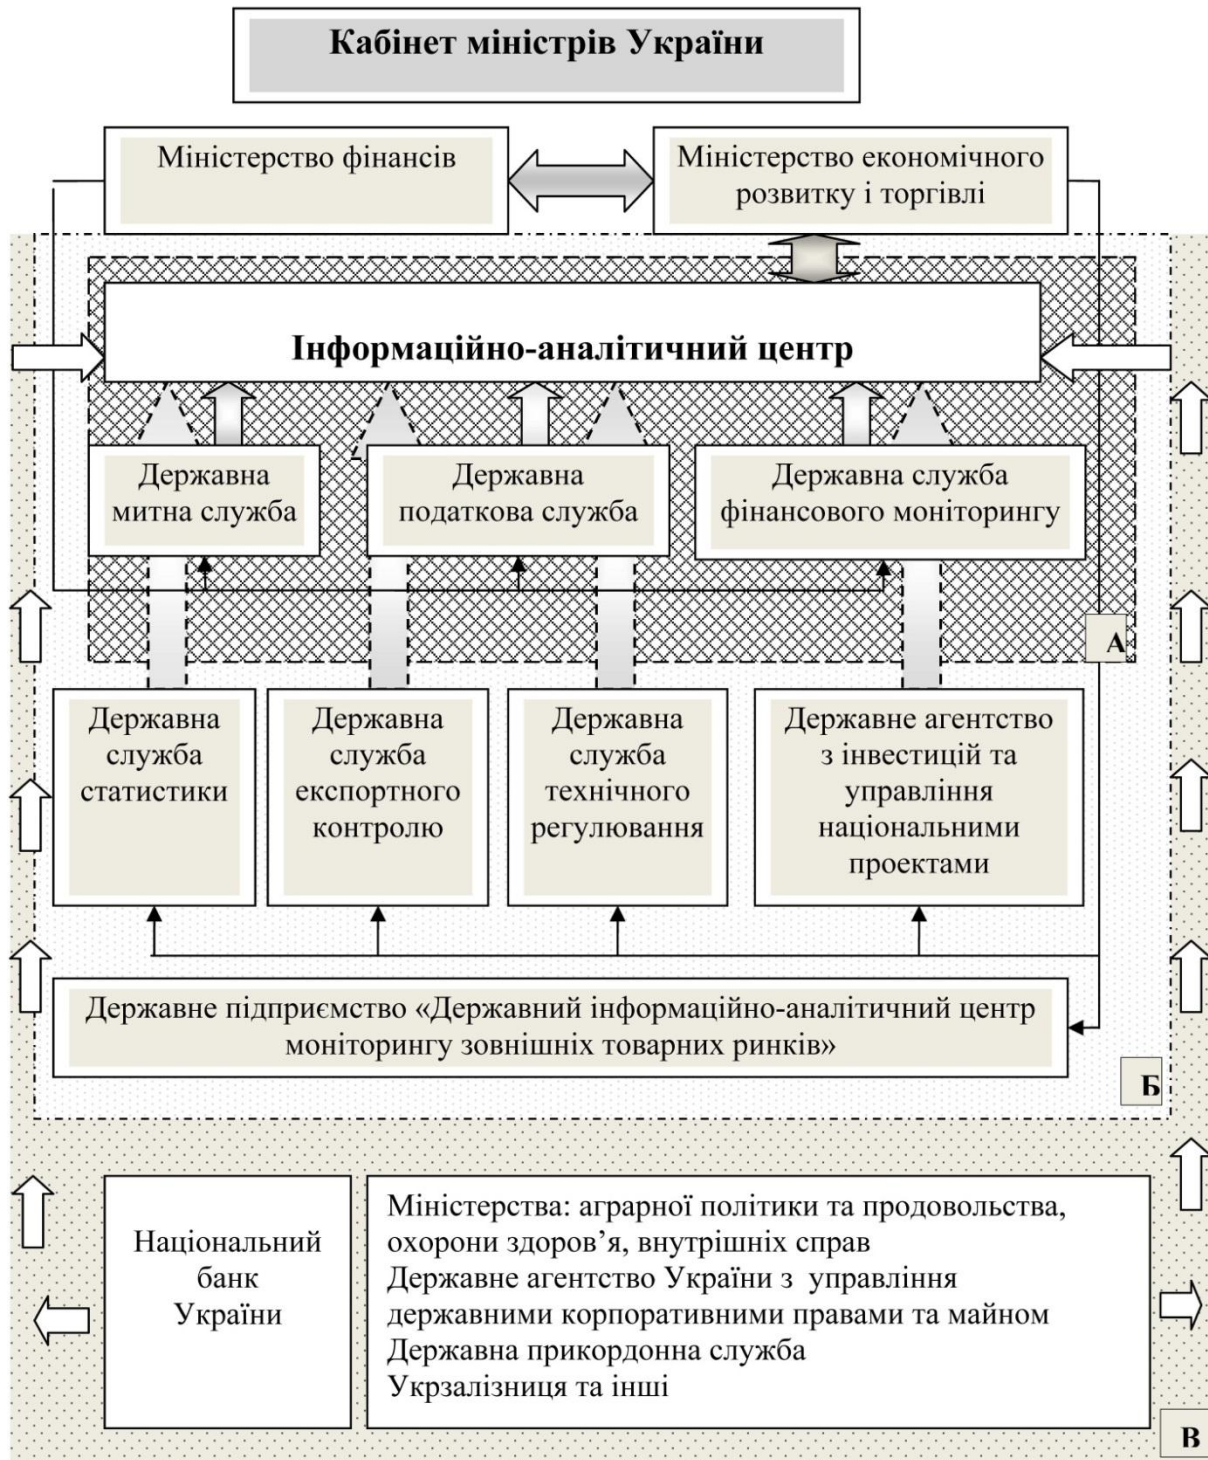 Кабінет міністрів України
Міністерство фінансів
Міністерство економічного
розвитку і торгівлі
Інформаційно-аналітичний центр
Державна
митна служба
Державна
податкова служба
Державна служба
фінансового моніторингу
А
Державна
служба
статистики
Державна
служба
експортного
контролю
Державна
служба
технічного
регулювання
Державне агентство
з інвестицій та
управління
національними
проектами
Державне підприємство «Державний інформаційно-аналітичний центр
моніторингу зовнішніх товарних ринків»
Б
Національний
банк
України
Міністерства: аграрної політики та продовольства,
охорони здоров’я, внутрішніх справ
Державне агентство України з управління
державними корпоративними правами та майном
Державна прикордонна служба
Укрзалізниця та інші
В